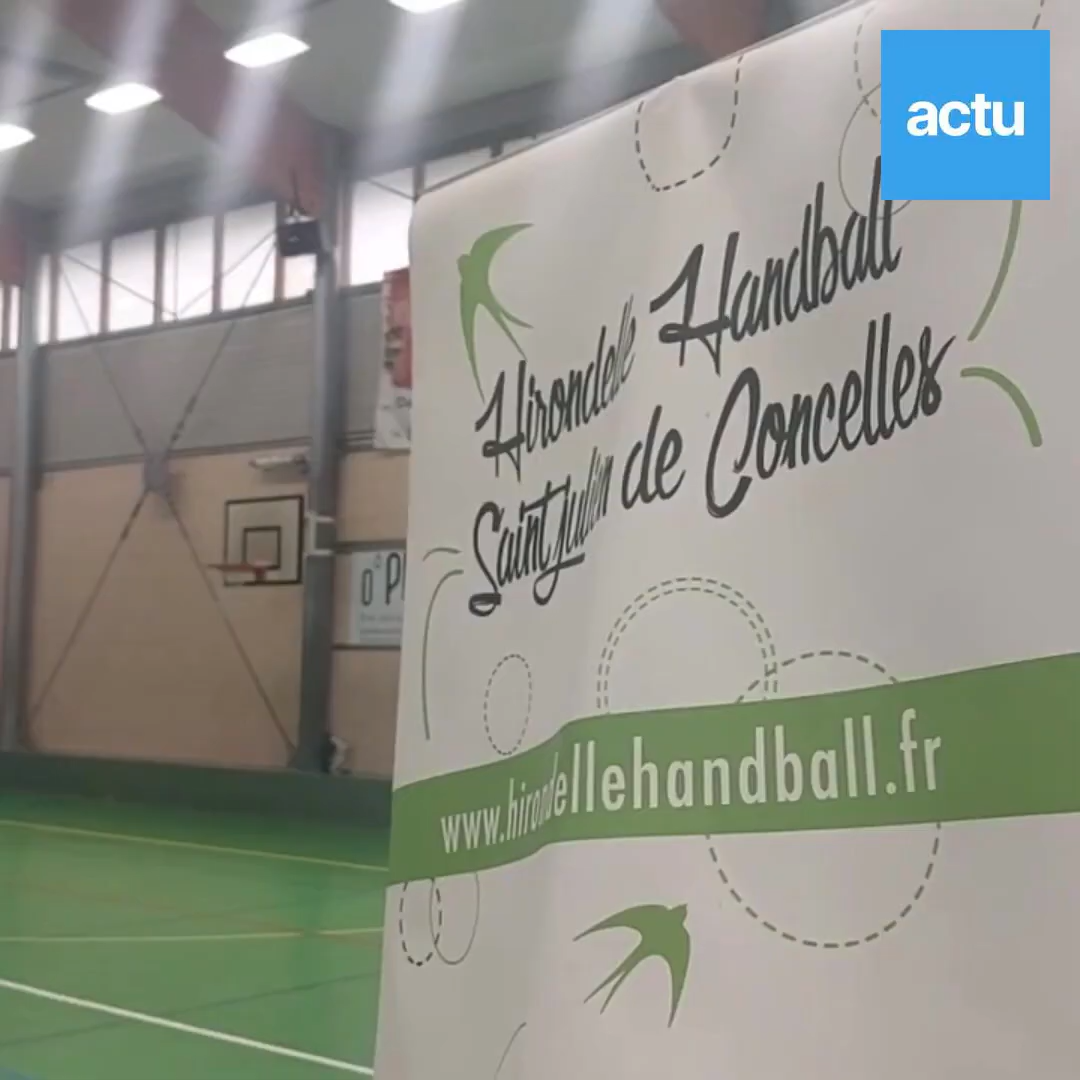 actu
Hirondelle Handball
Saint Julien de Concelles
O'P
www.hirondellehandball.fr